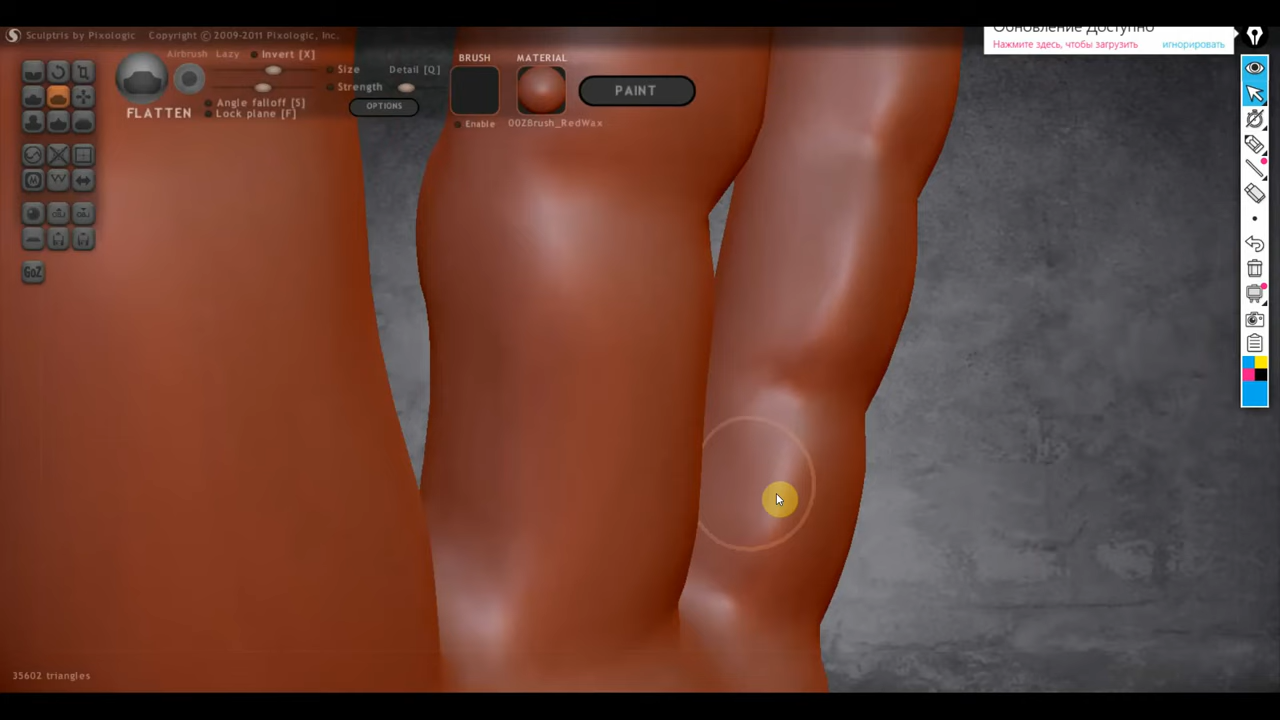 Sculptris by Pixologic Copyright © 2009-2011 Pixologic, Inc.
Обновление Доступно
Нажмите здесь, чтобы загрузить игнорировать
Airbrush Lazy Invert [X]
Size Detail [Q]
Strength
Angle falloff [S]
Lock plane [F]
OPTIONS
FLATTEN
BRUSH
Enable
MATERIAL
00ZBrush_RedWax
PAINT
GoZ
35602 triangles